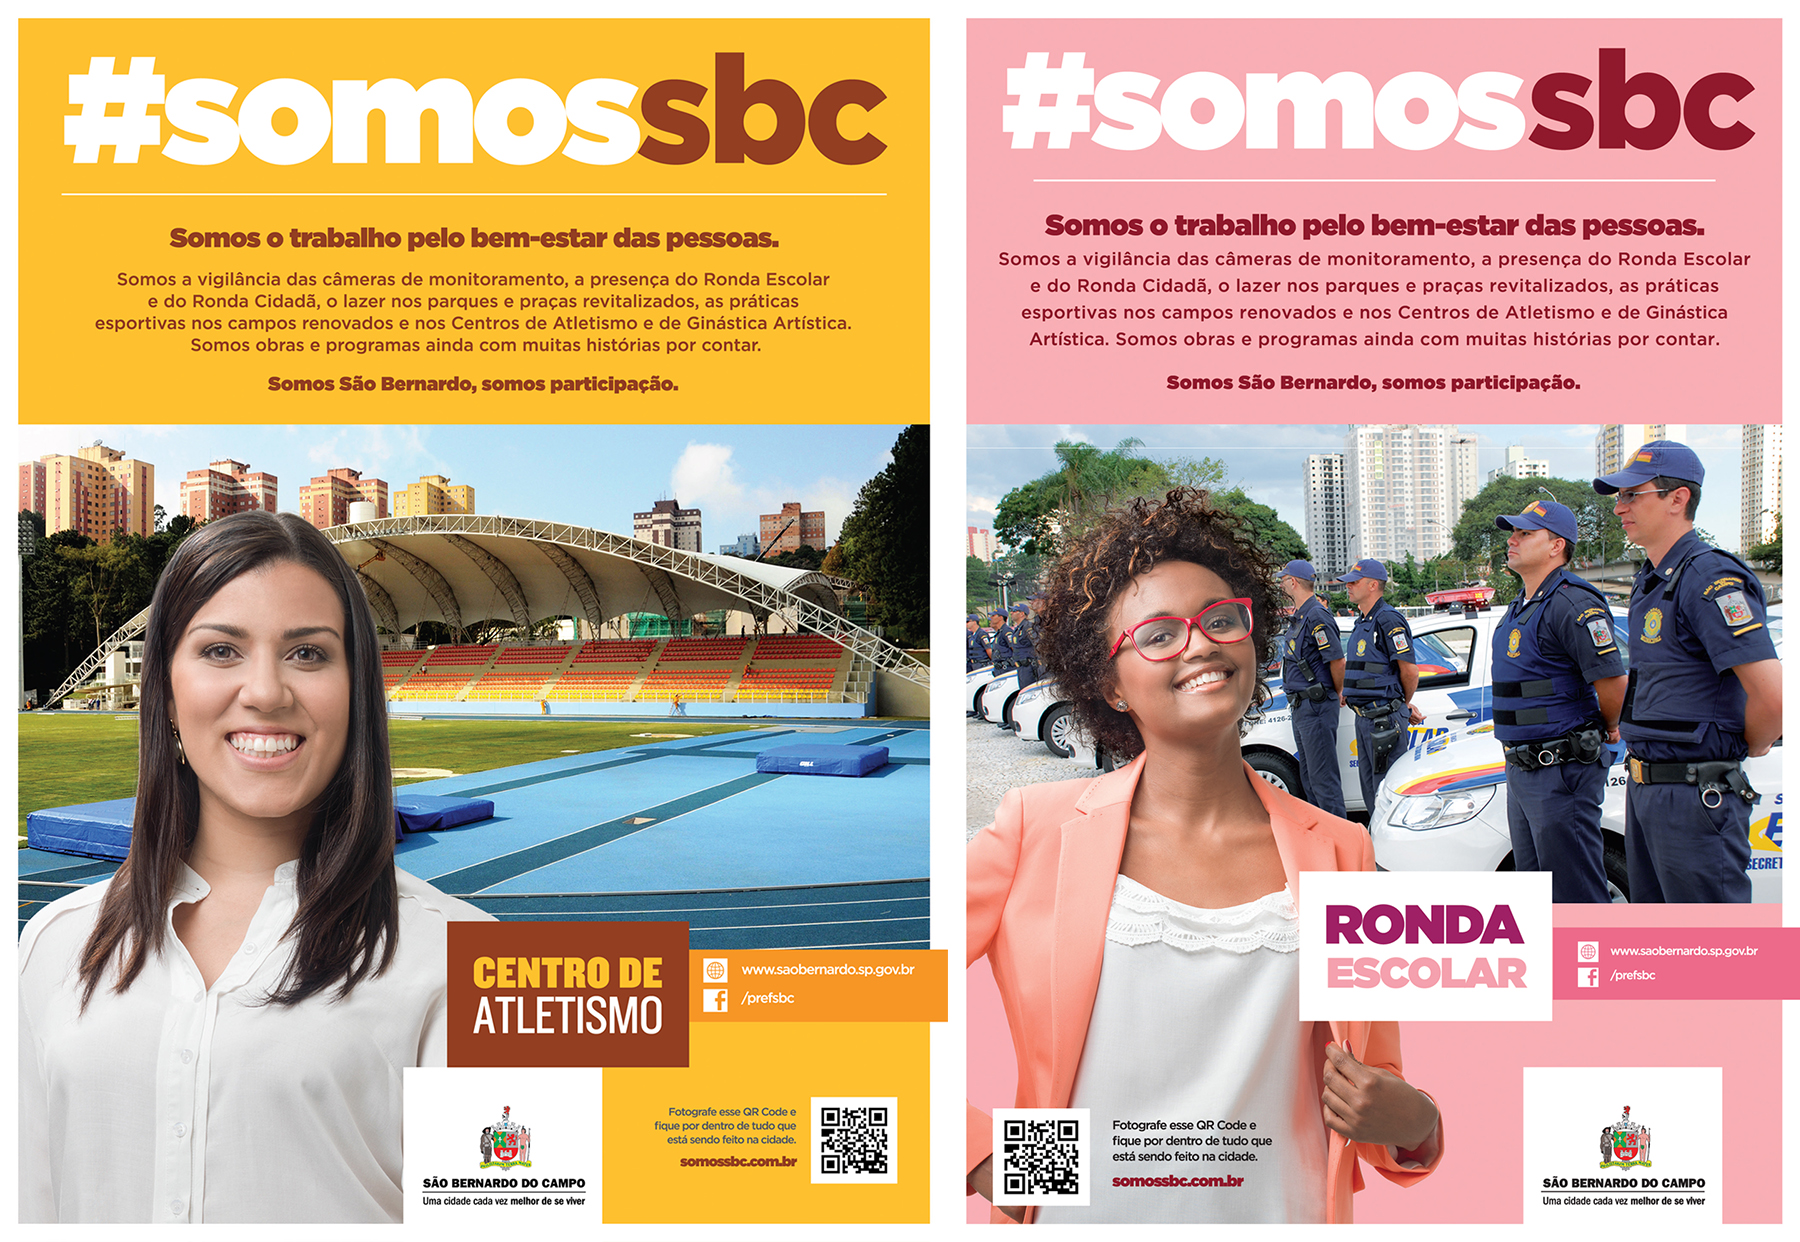 #somossbc
Somos o trabalho pelo bem-estar das pessoas.
Somos a vigilância das câmeras de monitoramento, a presença do Ronda Escolar
e do Ronda Cidadã, o lazer nos parques e praças revitalizados, as práticas
esportivas nos campos renovados e nos Centros de Atletismo e de Ginástica Artística.
Somos obras e programas ainda com muitas histórias por contar.
Somos São Bernardo, somos participação.
CENTRO DE
ATLETISMO
www.saobernardo.sp.gov.br
/prefsbc
Fotografe esse QR Code e
fique por dentro de tudo que
está sendo feito na cidade.
somossbc.com.br
SÃO BERNARDO DO CAMPO
Uma cidade cada vez melhor de se viver
#somossbc
Somos o trabalho pelo bem-estar das pessoas.
Somos a vigilância das câmeras de monitoramento, a presença do Ronda Escolar
e do Ronda Cidadã, o lazer nos parques e praças revitalizados, as práticas
esportivas nos campos renovados e nos Centros de Atletismo e de Ginástica
Artística. Somos obras e programas ainda com muitas histórias por contar.
Somos São Bernardo, somos participação.
RONDA
ESCOLAR
www.saobernardo.sp.gov.br
/prefsbc
Fotografe esse QR Code e
fique por dentro de tudo que
está sendo feito na cidade.
somossbc.com.br
SÃO BERNARDO DO CAMPO
Uma cidade cada vez melhor de se viver